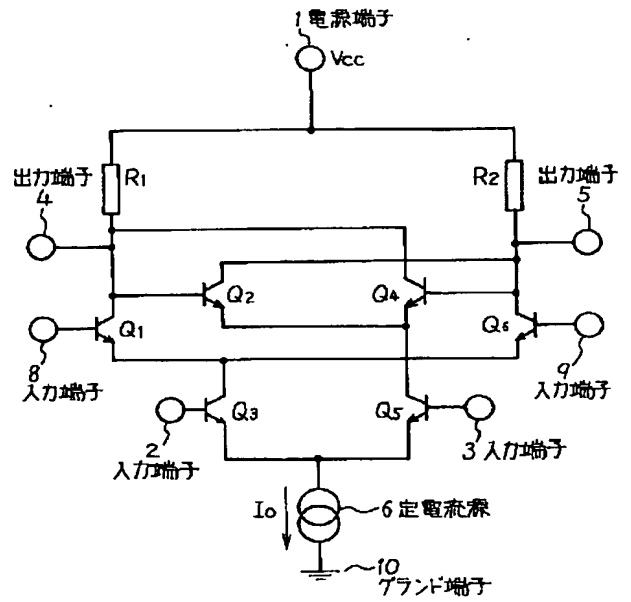 1 電源端子
Vcc
出力端子
4
R1
R2
出力端子
5
Q2
Q4
Q1
Q6
8
入力端子
9
入力端子
Q3
Q5
2
入力端子
3 入力端子
Io
6 定電流源
10
グランド端子